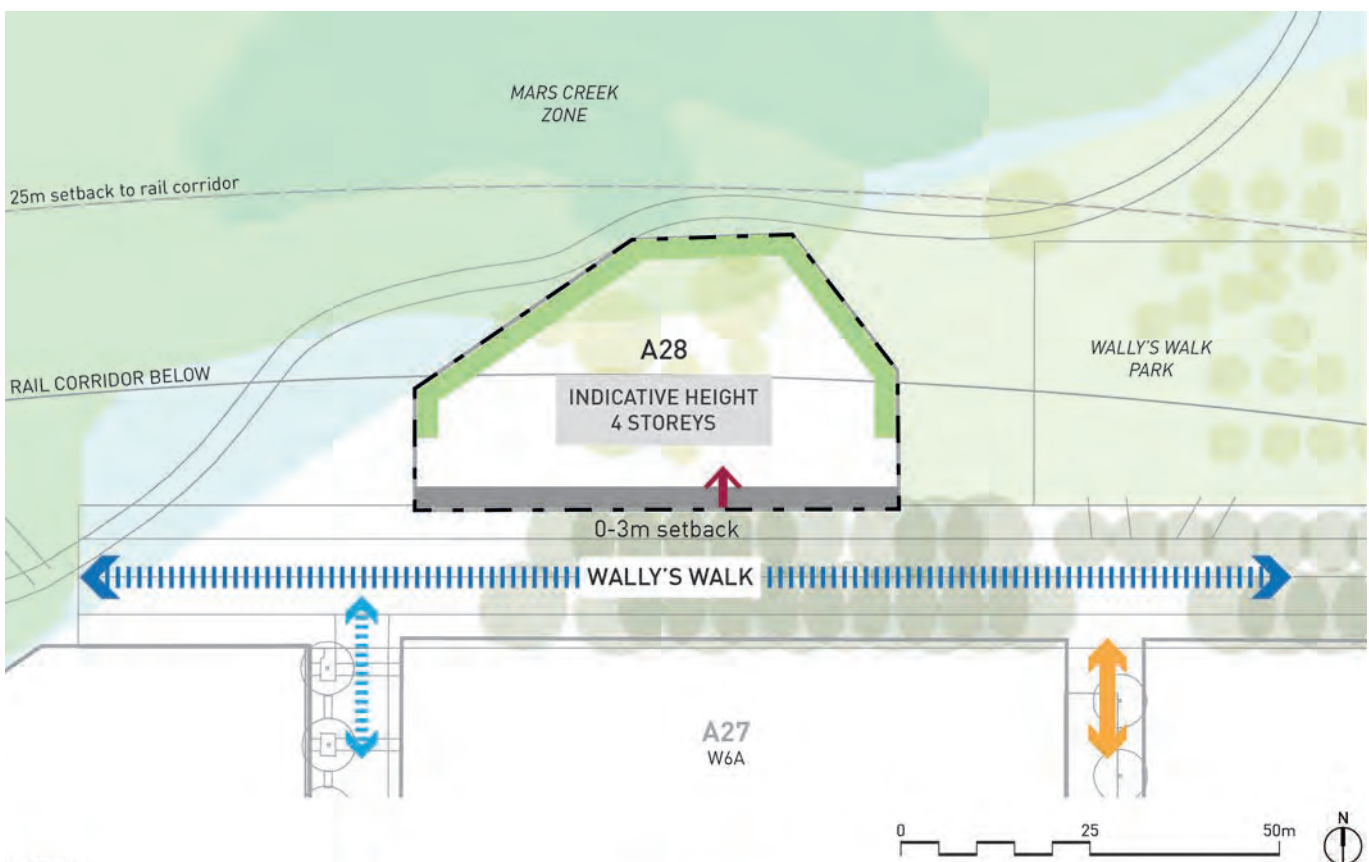 MARS CREEK
ZONE
25m setback to rail corridor
A28
WALLY'S WALK
PARK
RAIL CORRIDOR BELOW
INDICATIVE HEIGHT
4 STOREYS
0-3m setback
WALLY'S WALK
A27
W6A
0 25 50m
N